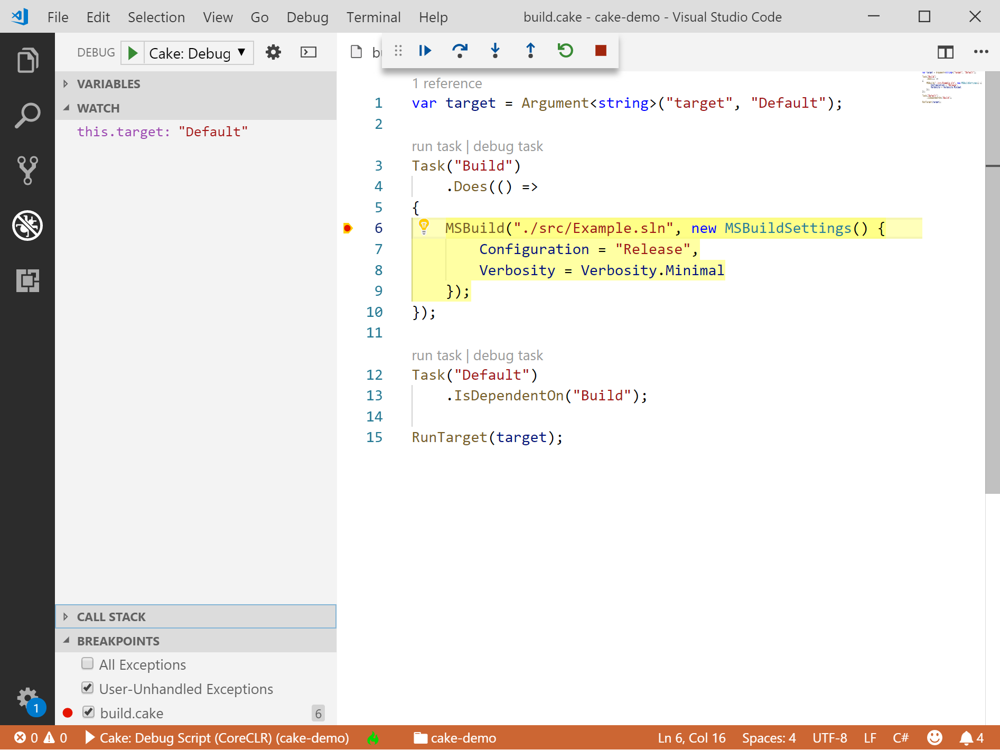 File Edit Selection View Go Debug Terminal Help
build.cake - cake-demo - Visual Studio Code
DEBUG Cake: Debug
VARIABLES
WATCH
this.target: "Default"
CALL STACK
BREAKPOINTS
All Exceptions
User-Unhandled Exceptions
build.cake 6
1
1 reference
1 var target = Argument<string>("target", "Default");
2
run task | debug task
3 Task("Build")
4     .Does(() =>
5 {
6     MSBuild("./src/Example.sln", new MSBuildSettings() {
7         Configuration = "Release",
8         Verbosity = Verbosity.Minimal
9     });
10 });
11
run task | debug task
12 Task("Default")
13     .IsDependentOn("Build");
14
15 RunTarget(target);
0 0 Cake: Debug Script (CoreCLR) (cake-demo) cake-demo Ln 6, Col 16 Spaces: 4 UTF-8 LF C# 4